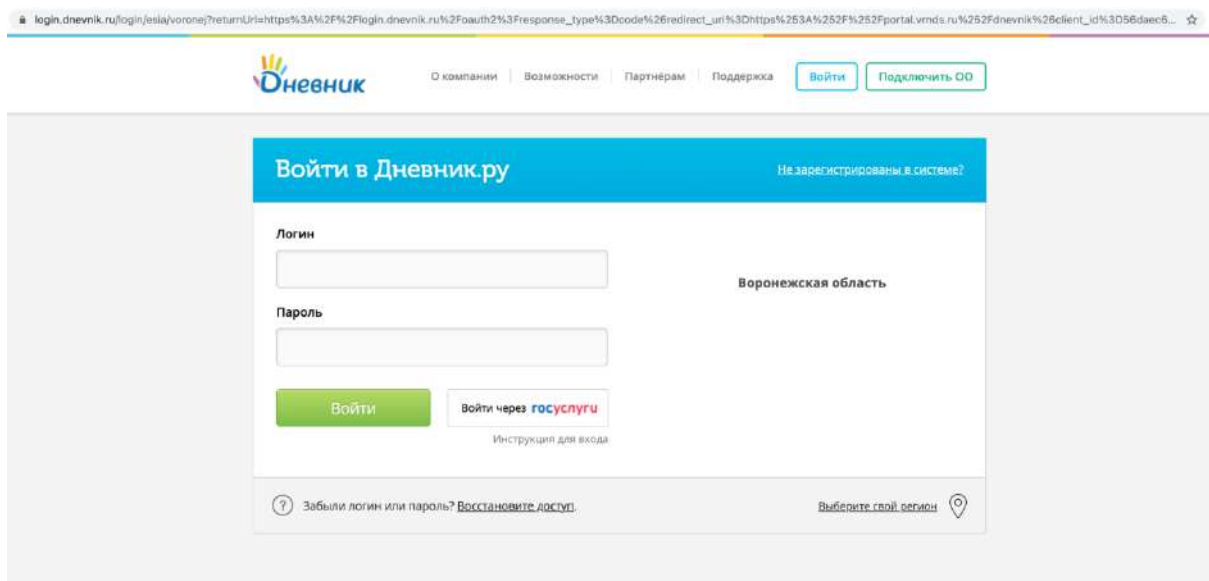 login.dnevnik.ru/login/esia/voronej?returnUrl=https%3A%2F%2Flogin.dnevnik.ru%2Foauth2%3Fresponse_type%3Dcode%26redirect_uri%3Dhttps%253A%252F%252Fportal.vrnds.ru%252Fdnevnik%26client_id%3D56daec6...
Дневник
О компании
Возможности
Партнёрам
Поддержка
Войти
Подключить ОО
Войти в Дневник.ру
Не зарегистрированы в системе?
Логин
Воронежская область
Пароль
Войти
Войти через госуслуги
Инструкция для входа
? Забыли логин или пароль? Восстановите доступ.
Выберите свой регион